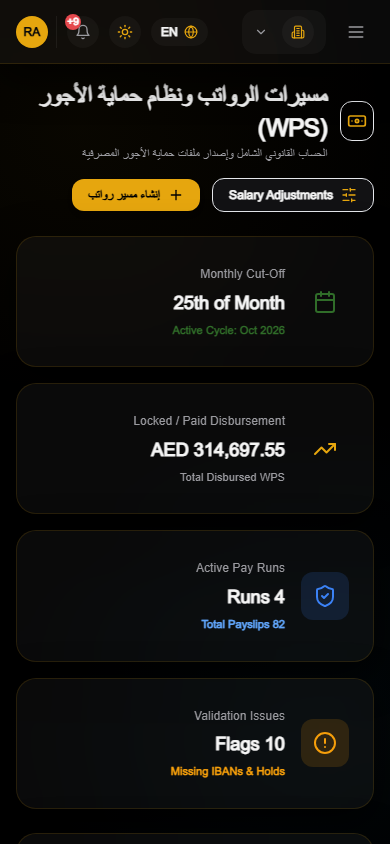 RA
+9
EN
مسيرات الرواتب ونظام حماية الأجور
(WPS)
الحساب القانوني الشامل وإصدار ملفات حماية الأجور المصرفية
Salary Adjustments
إنشاء مسير رواتب
Monthly Cut-Off
25th of Month
Active Cycle: Oct 2026
Locked / Paid Disbursement
AED 314,697.55
Total Disbursed WPS
Active Pay Runs
Runs 4
Total Payslips 82
Validation Issues
Flags 10
Missing IBANs & Holds